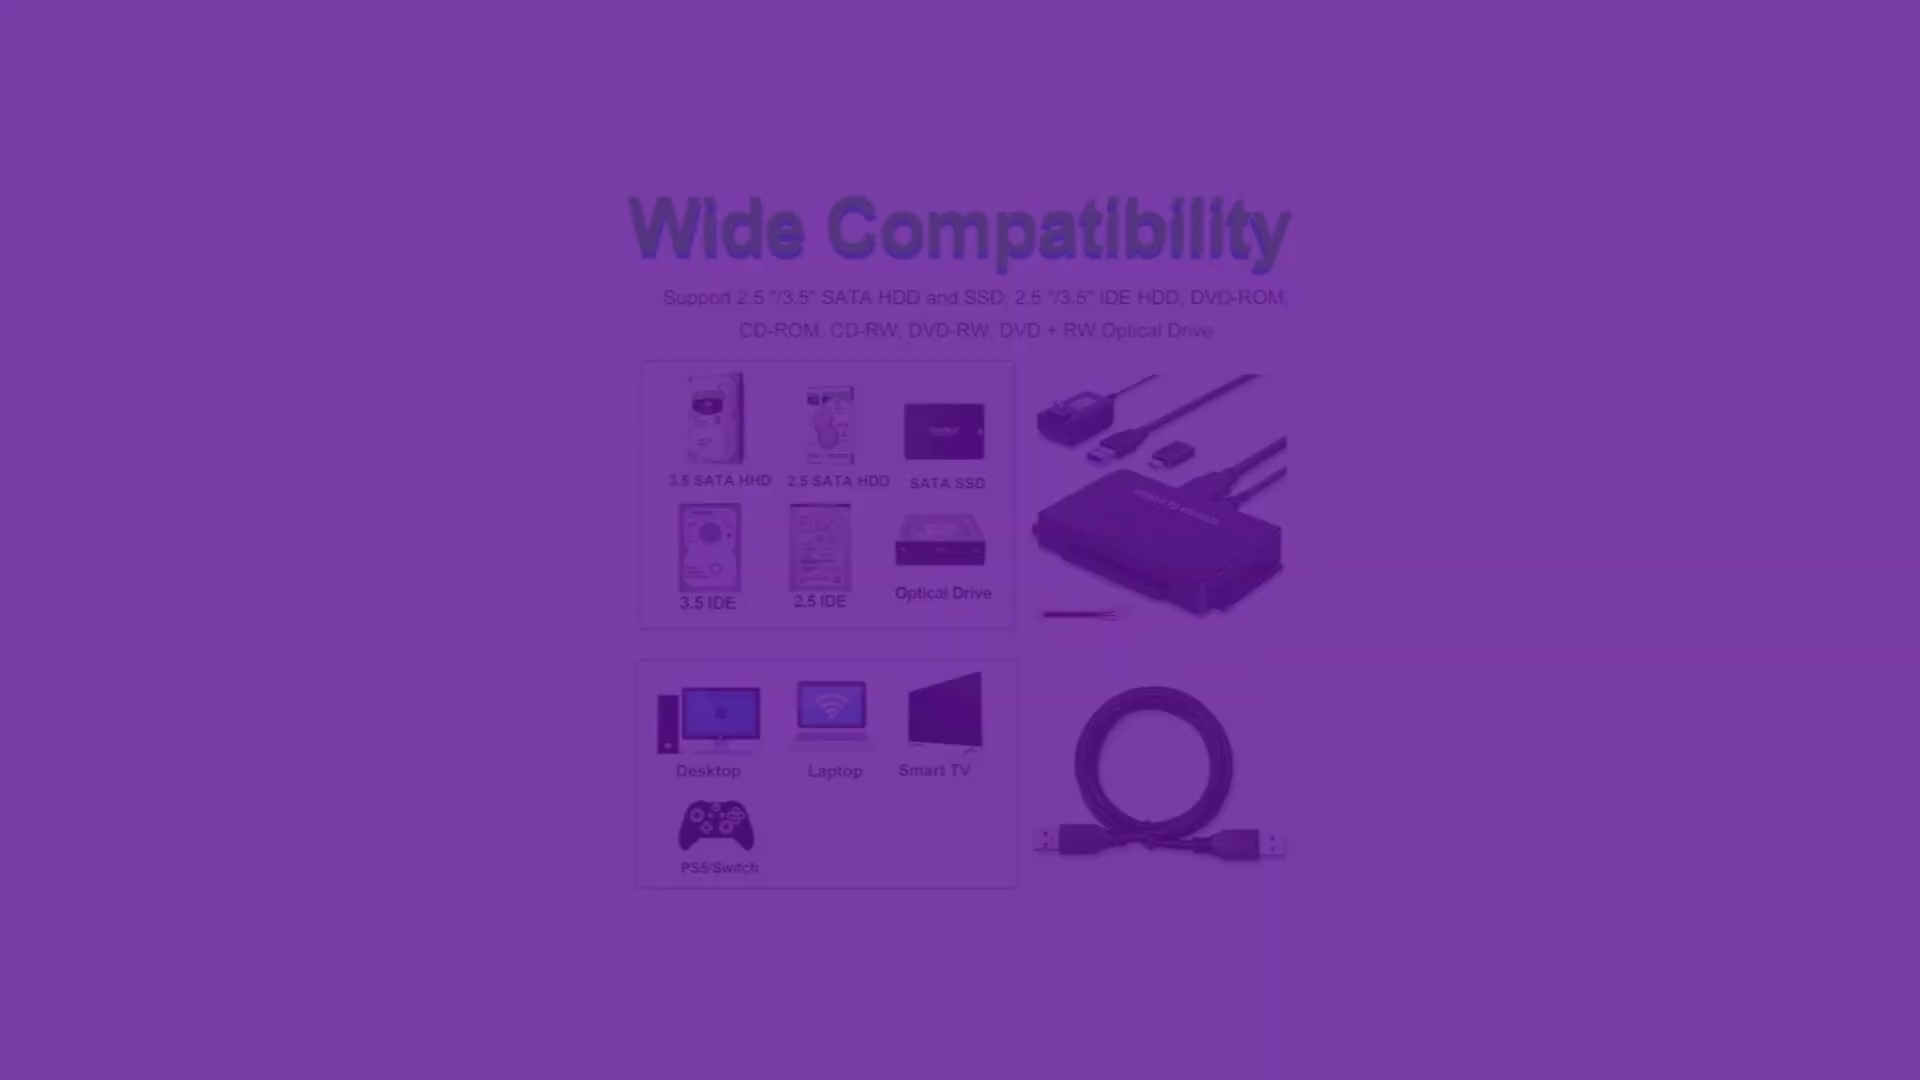 Wide Compatibility
Support 2.5 "/3.5" SATA HDD and SSD, 2.5 "/3.5" IDE HDD, DVD-ROM,
CD-ROM, CD-RW, DVD-RW, DVD + RW Optical Drive
3.5 SATA HHD 2.5 SATA HDD SATA SSD
3.5 IDE 2.5 IDE Optical Drive
Desktop Laptop Smart TV
PS5/Switch